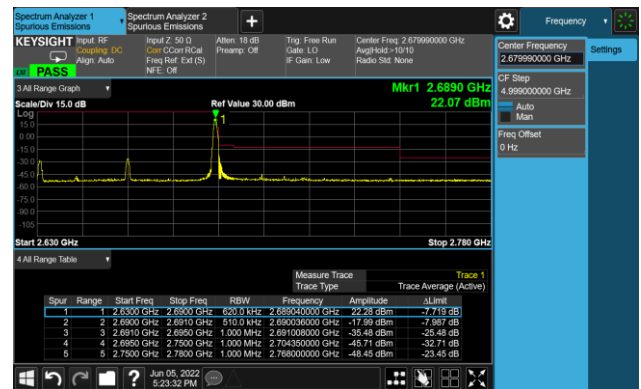 Spectrum Analyzer 1
Spurious Emissions
Spectrum Analyzer 2
Spurious Emissions
+
Frequency
KEYSIGHT
Input: RF
Coupling: DC
Align: Auto
Input Z: 50 Ω
Corr CCorr RCal
Freq Ref: Ext (S)
NFE: Off
Atten: 18 dB
Preamp: Off
Trig: Free Run
Gate: LO
IF Gain: Low
Center Freq: 2.679990000 GHz
Avg|Hold:>10/10
Radio Std: None
PASS
Center Frequency
2.679990000 GHz
Settings
CF Step
4.999000000 GHz
Auto
Man
Freq Offset
0 Hz
3 All Range Graph
Mkr1 2.6890 GHz
22.07 dBm
Scale/Div 15.0 dB
Ref Value 30.00 dBm
Log
15.0
0.00
-15.0
-30.0
-45.0
-60.0
-75.0
-90.0
-105
1
Start 2.630 GHz
Stop 2.780 GHz
4 All Range Table
Measure Trace Trace 1
Trace Type Trace Average (Active)
Spur Range Start Freq Stop Freq RBW Frequency Amplitude ΔLimit
1 1 2.6300 GHz 2.6900 GHz 620.0 kHz 2.689040000 GHz 22.28 dBm -7.719 dB
2 2 2.6900 GHz 2.6910 GHz 510.0 kHz 2.690036000 GHz -17.99 dBm -7.987 dB
3 3 2.6910 GHz 2.6950 GHz 1.000 MHz 2.691008000 GHz -35.48 dBm -25.48 dB
4 4 2.6950 GHz 2.7500 GHz 1.000 MHz 2.704350000 GHz -45.71 dBm -32.71 dB
5 5 2.7500 GHz 2.7800 GHz 1.000 MHz 2.768000000 GHz -48.45 dBm -23.45 dB
?
Jun 05, 2022
5:23:32 PM